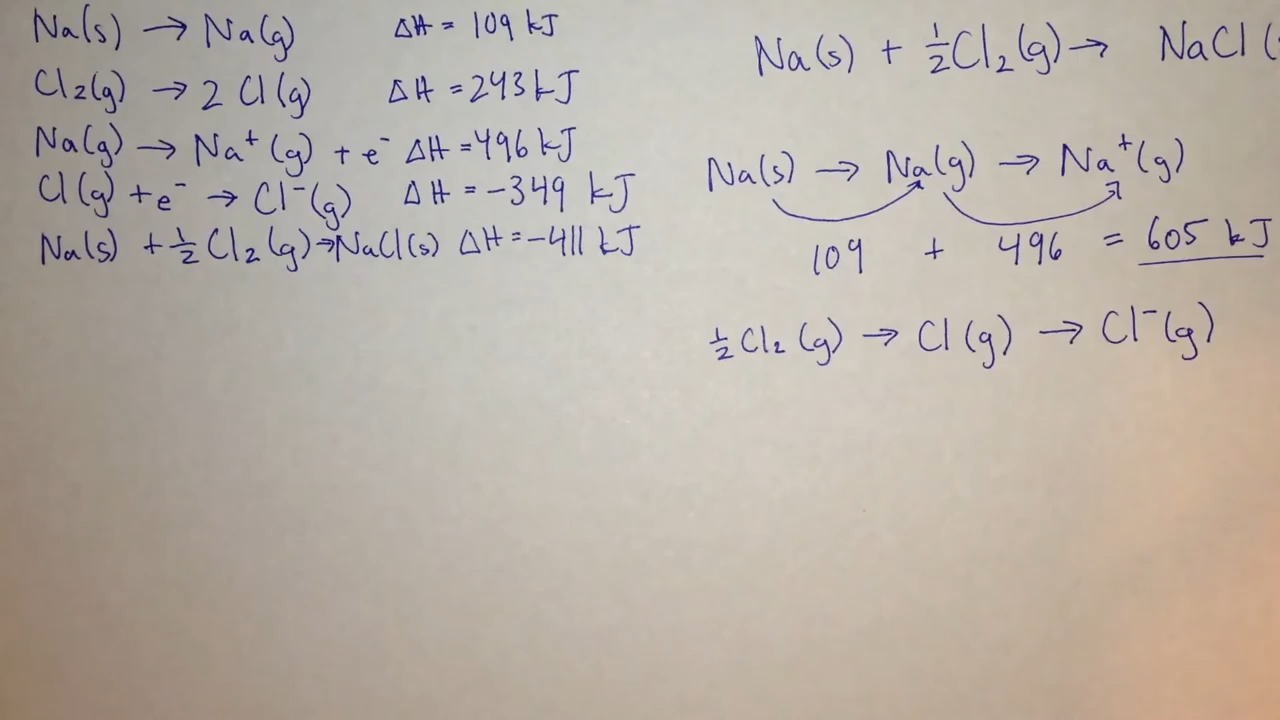 Na(s) → Na(g) ΔH = 109 kJ
Cl₂(g) → 2 Cl(g) ΔH = 243 kJ
Na(g) → Na⁺(g) + e⁻ ΔH = 496 kJ
Cl(g) + e⁻ → Cl⁻(g) ΔH = -349 kJ
Na(s) + ½ Cl₂(g) → NaCl(s) ΔH = -411 kJ
Na(s) + ½Cl₂(g) → NaCl (
Na(s) → Na(g) → Na⁺(g)
109 + 496 = 605 kJ
½ Cl₂(g) → Cl(g) → Cl⁻(g)